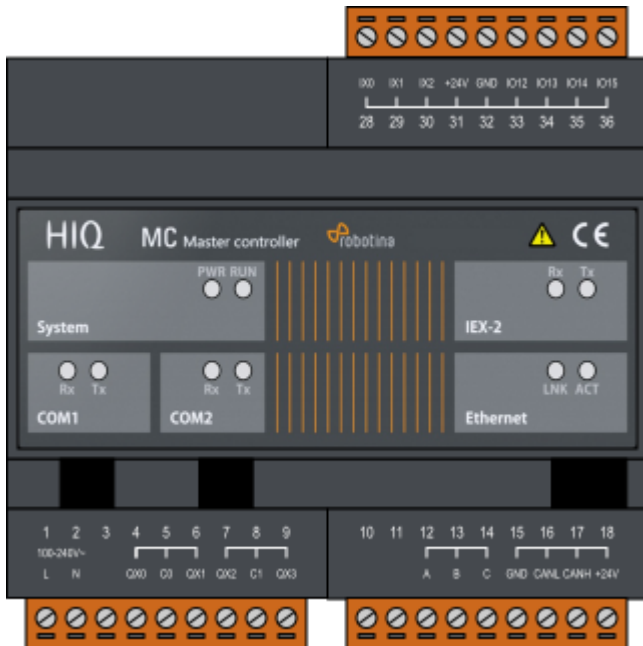 IX0 IX1 IX2 +24V GND IO12 IO13 IO14 IO15
28 29 30 31 32 33 34 35 36
HIQ MC Master controller robotina CE
PWR RUN
System
Rx Tx
IEX-2
Rx Tx
COM1
Rx Tx
COM2
LNK ACT
Ethernet
1 2 3 4 5 6 7 8 9
100-240V~
L N QX0 C0 QX1 QX2 C1 QX3
10 11 12 13 14 15 16 17 18
A B C GND CANL CANH +24V